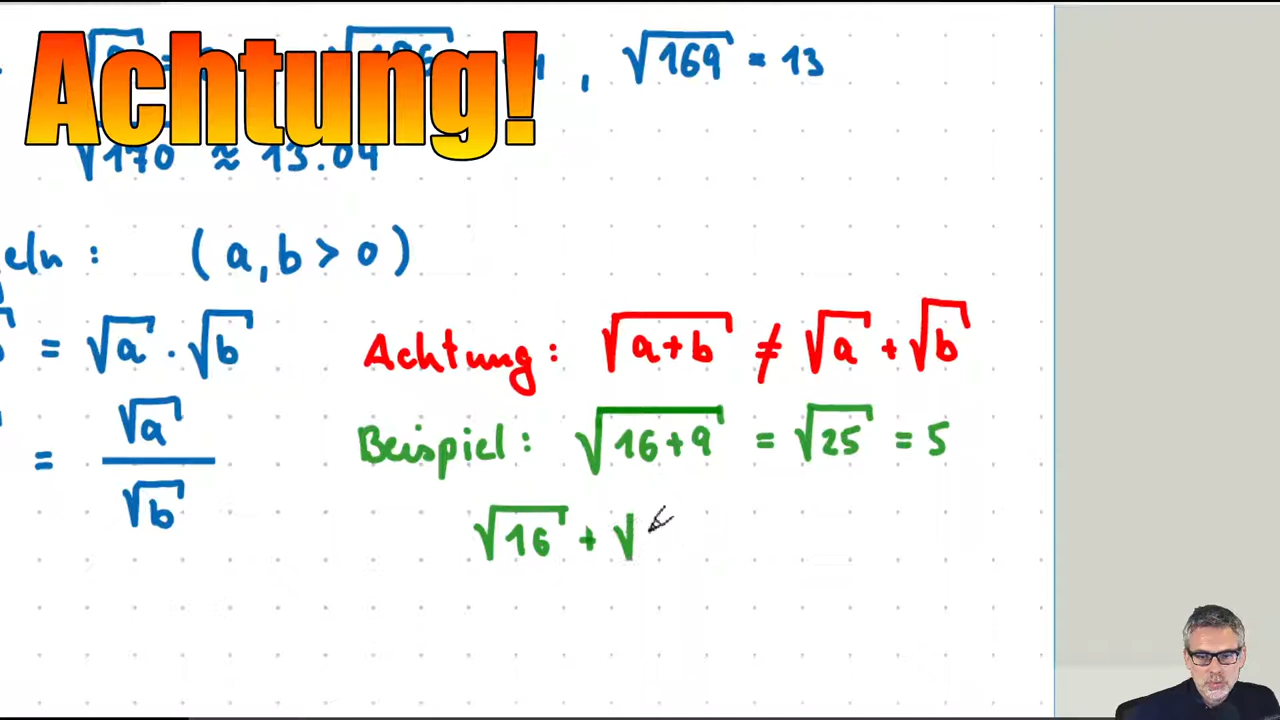 Achtung!
, √169 = 13
√170 ≈ 13.04
eln : (a, b > 0)
= √a · √b
Achtung : √(a+b) ≠ √a + √b
= √a / √b
Beispiel : √(16+9) = √25 = 5
√16 + √